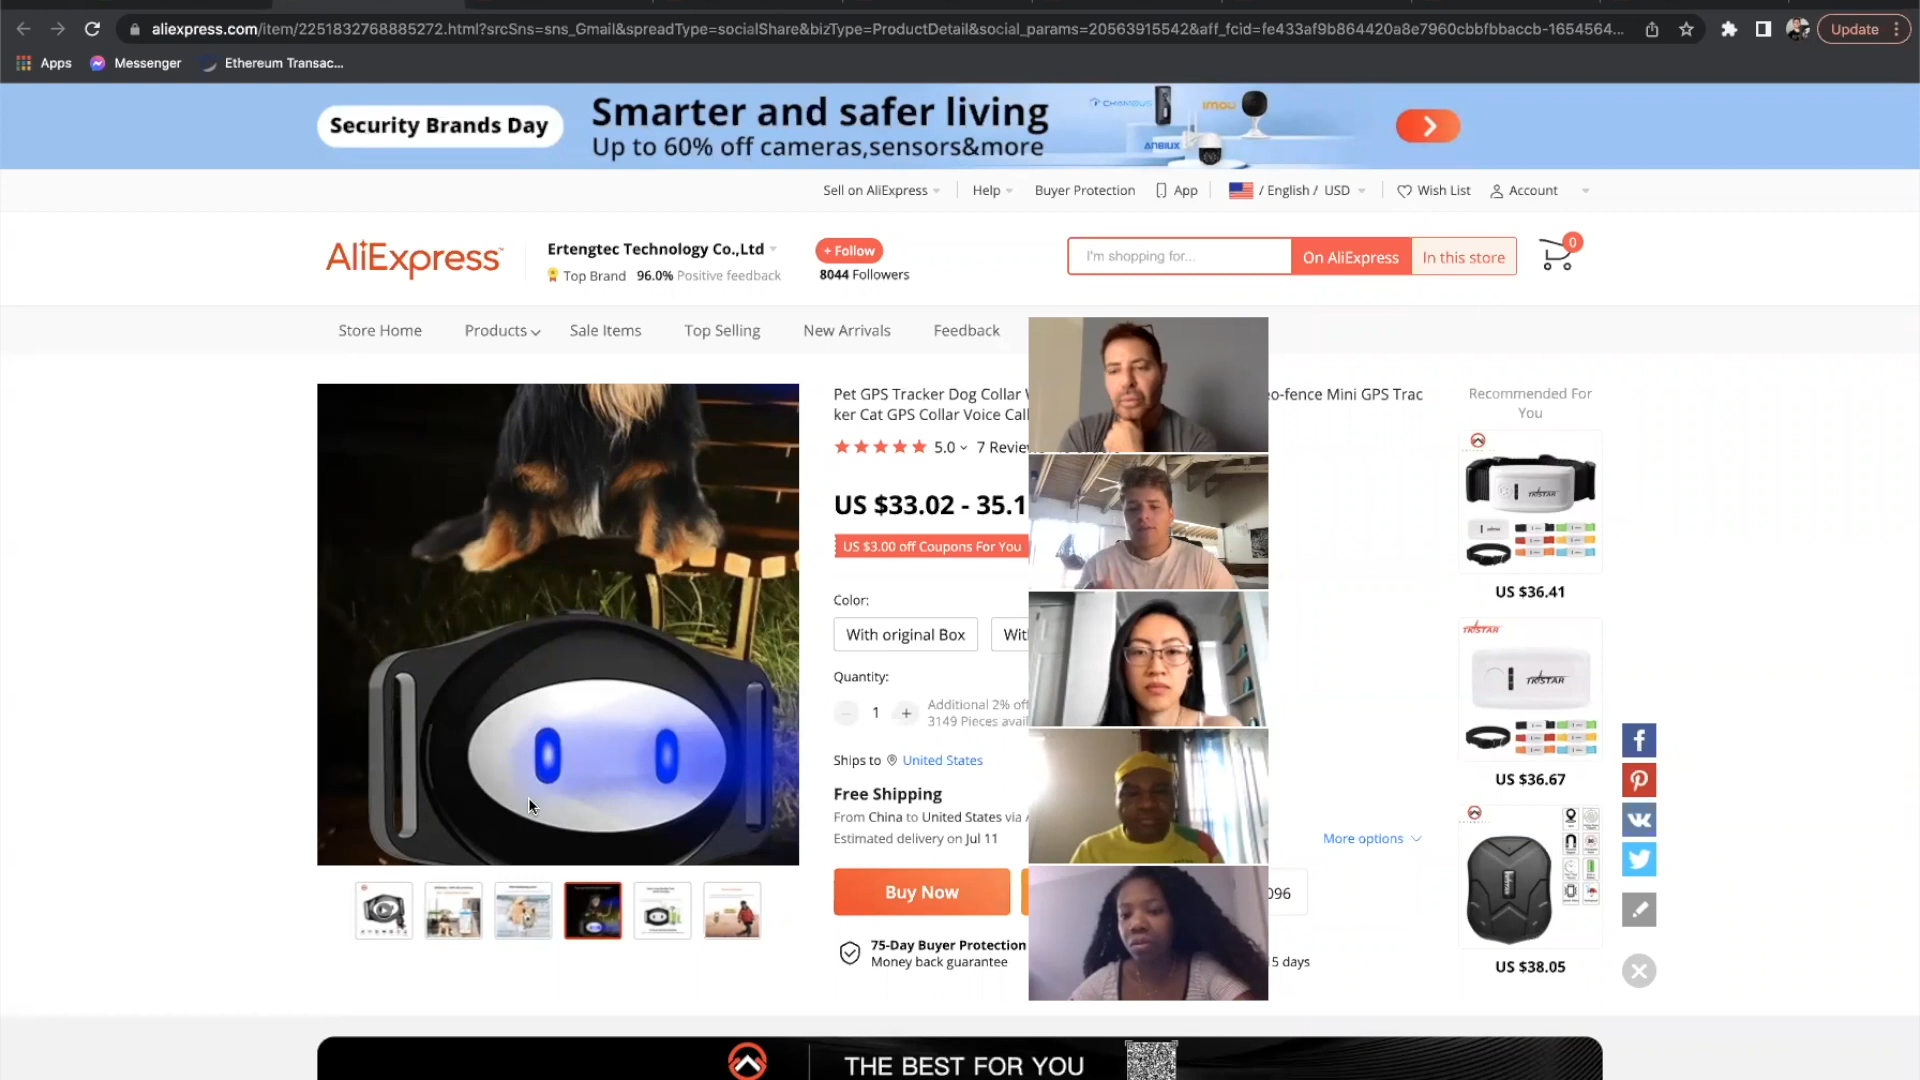 aliexpress.com/item/2251832768885272.html?srcSns=sns_Gmail&spreadType=socialShare&bizType=ProductDetail&social_params=20563915542&aff_fcid=fe433af9b864420a8e7960cbbfbbaccb-1654564...
Update
Apps
Messenger
Ethereum Transac...
Security Brands Day
Smarter and safer living
Up to 60% off cameras,sensors&more
imou
ANBIUX
Sell on AliExpress
Help
Buyer Protection
App
/ English / USD
Wish List
Account
AliExpress
Ertengtec Technology Co.,Ltd
Top Brand 96.0% Positive feedback
+ Follow
8044 Followers
I'm shopping for...
On AliExpress
In this store
0
Store Home
Products
Sale Items
Top Selling
New Arrivals
Feedback
Pet GPS Tracker Dog Collar
eo-fence Mini GPS Trac
ker Cat GPS Collar Voice Call
5.0
7 Revie
US $33.02 - 35.1
US $3.00 off Coupons For You
Color:
With original Box
Wit
Quantity:
1
Additional 2% off
3149 Pieces avai
Ships to United States
Free Shipping
From China to United States via
Estimated delivery on Jul 11
More options
Buy Now
096
75-Day Buyer Protection
Money back guarantee
5 days
Recommended For
You
TKSTAR
US $36.41
TKSTAR
TKSTAR
US $36.67
US $38.05
THE BEST FOR YOU